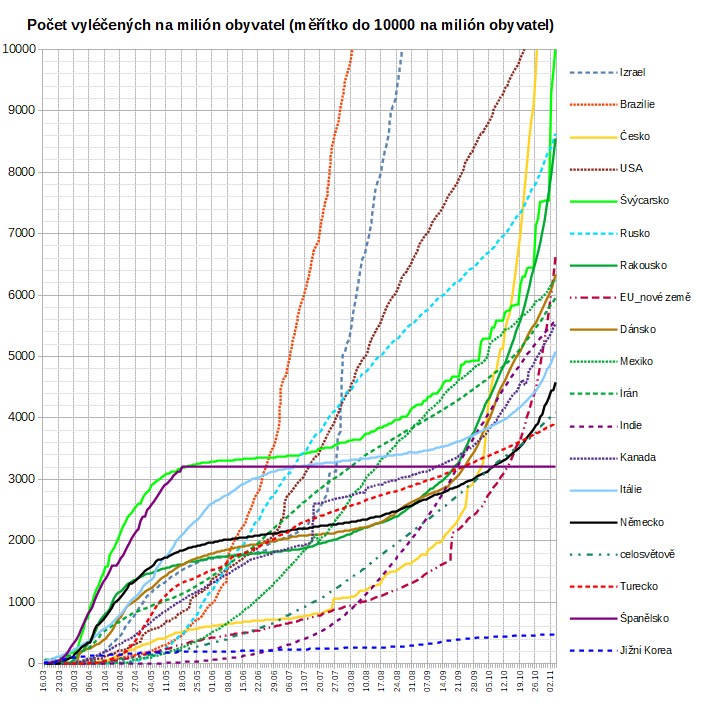 Počet vyléčených na milión obyvatel (měřítko do 10000 na milión obyvatel)
10000
9000
8000
7000
6000
5000
4000
3000
2000
1000
0
Izrael
Brazílie
Česko
USA
Švýcarsko
Rusko
Rakousko
EU_nové země
Dánsko
Mexiko
Írán
Indie
Kanada
Itálie
Německo
celosvětově
Turecko
Španělsko
Jižní Korea
16.03
23.03
30.03
06.04
13.04
20.04
27.04
04.05
11.05
18.05
25.05
01.06
08.06
15.06
22.06
29.06
06.07
13.07
20.07
27.07
03.08
10.08
17.08
24.08
31.08
07.09
14.09
21.09
28.09
05.10
12.10
19.10
26.10
02.11